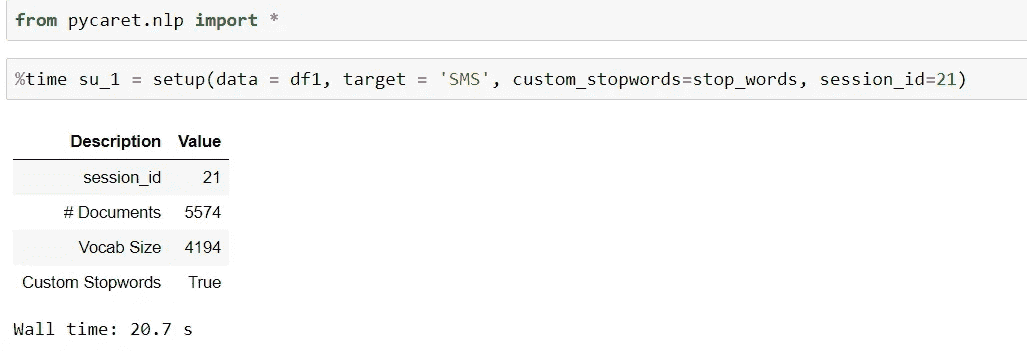 from pycaret.nlp import *
%time su_1 = setup(data = df1, target = 'SMS', custom_stopwords=stop_words, session_id=21)
Description Value
session_id 21
# Documents 5574
Vocab Size 4194
Custom Stopwords True
Wall time: 20.7 s